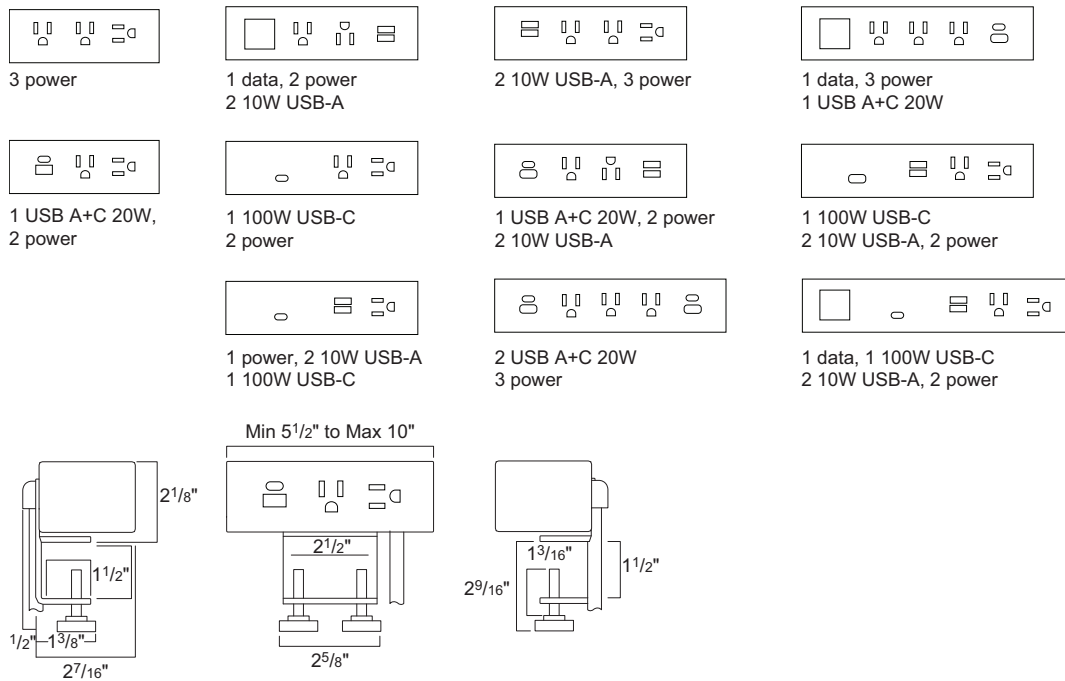 3 power
1 data, 2 power
2 10W USB-A
2 10W USB-A, 3 power
1 data, 3 power
1 USB A+C 20W
1 USB A+C 20W,
2 power
1 100W USB-C
2 power
1 USB A+C 20W, 2 power
2 10W USB-A
1 100W USB-C
2 10W USB-A, 2 power
1 power, 2 10W USB-A
1 100W USB-C
2 USB A+C 20W
3 power
1 data, 1 100W USB-C
2 10W USB-A, 2 power
Min 5 1/2" to Max 10"
2 1/8"
1 1/2"
1/2"
1 3/8"
2 7/16"
2 1/2"
2 5/8"
1 3/16"
2 9/16"
1 1/2"